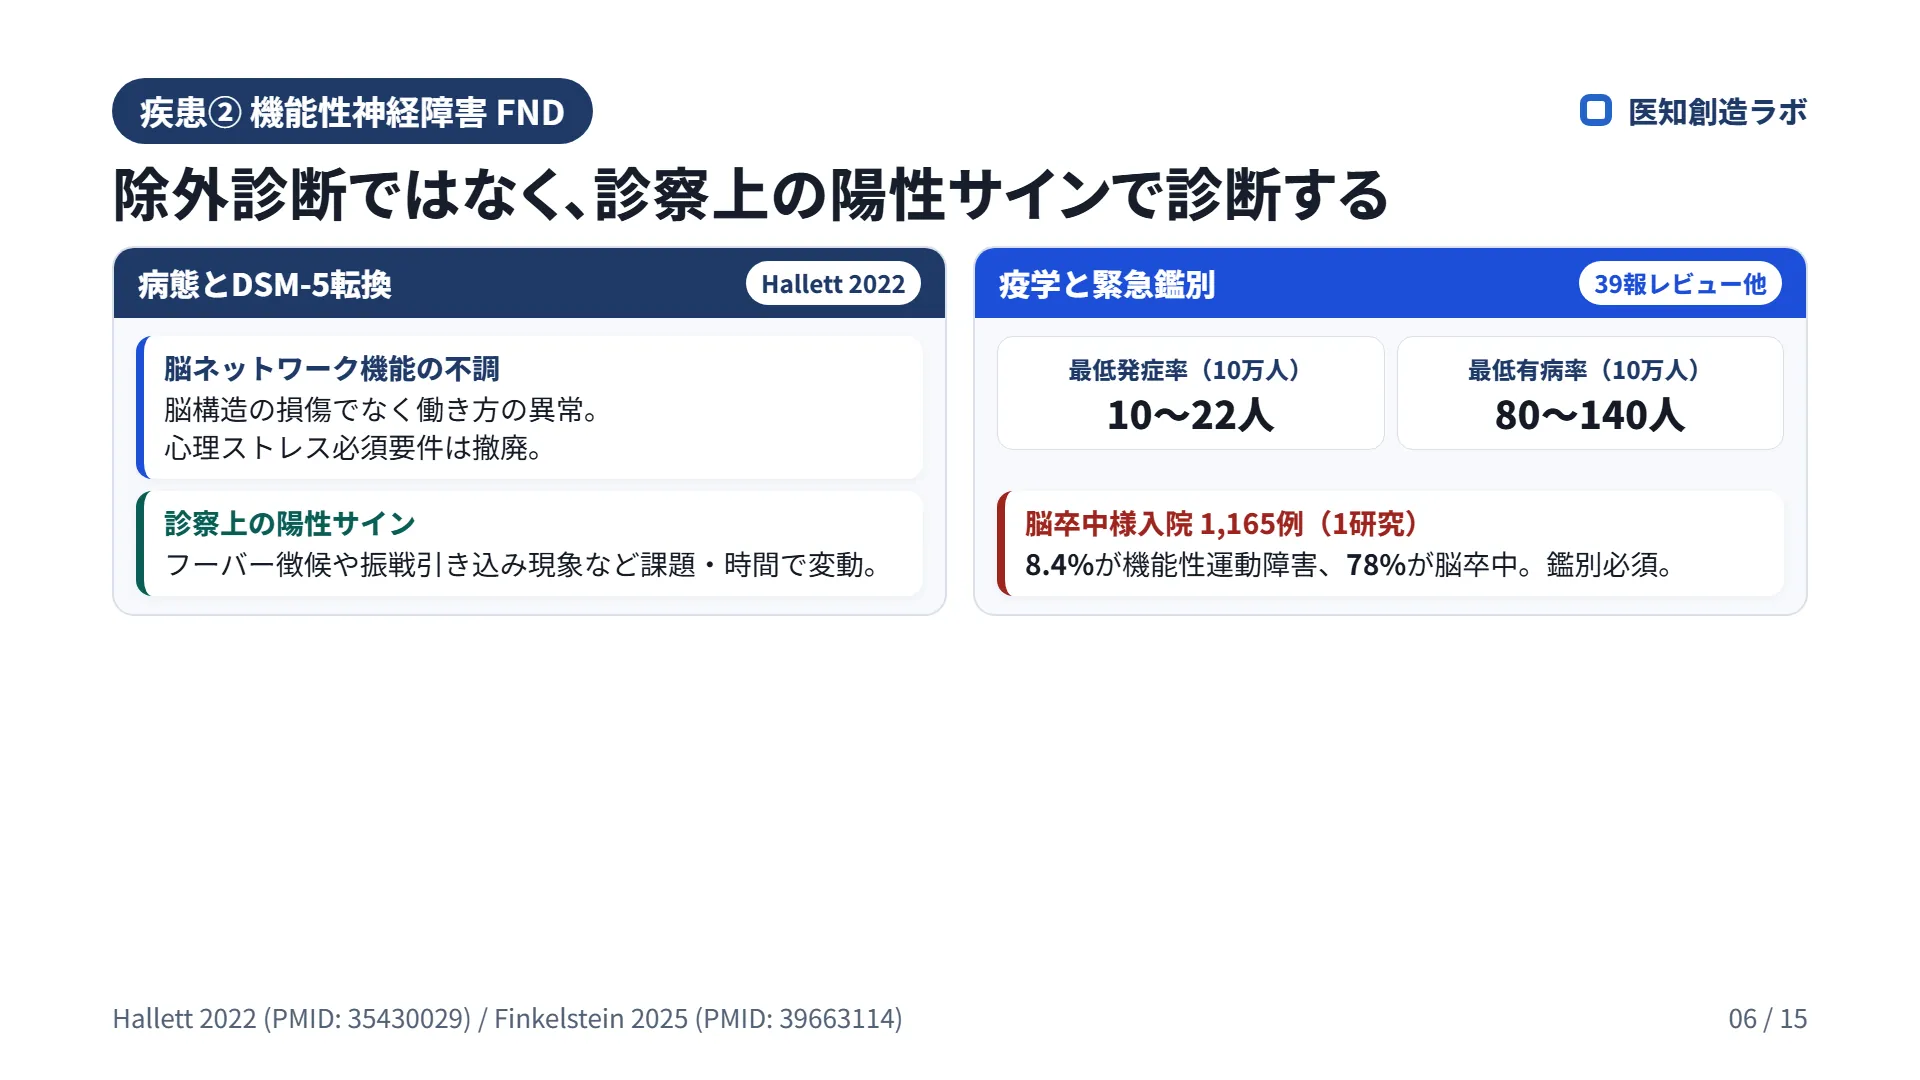 疾患② 機能性神経障害 FND
医知創造ラボ
除外診断ではなく、診察上の陽性サインで診断する
病態とDSM-5転換
Hallett 2022
脳ネットワーク機能の不調
脳構造の損傷でなく働き方の異常。
心理ストレス必須要件は撤廃。
診察上の陽性サイン
フーバー徴候や振戦引き込み現象など課題・時間で変動。
疫学と緊急鑑別
39報レビュー他
最低発症率（10万人）
10〜22人
最低有病率（10万人）
80〜140人
脳卒中様入院 1,165例（1研究）
8.4%が機能性運動障害、78%が脳卒中。鑑別必須。
Hallett 2022 (PMID: 35430029) / Finkelstein 2025 (PMID: 39663114)
06 / 15